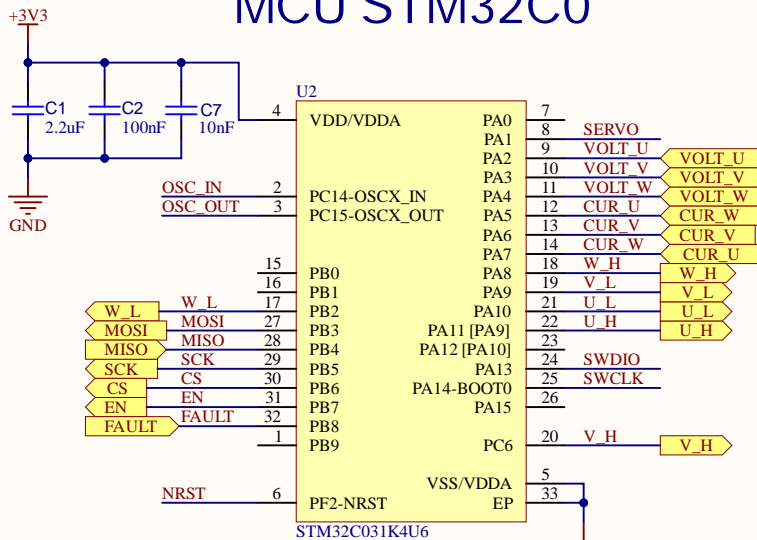 MCU STM32C0
+3V3
C1
2.2uF
C2
100nF
C7
10nF
GND
U2
4 VDD/VDDA
OSC_IN 2 PC14-OSCX_IN
OSC_OUT 3 PC15-OSCX_OUT
15 PB0
16 PB1
W_L W_L 17 PB2
MOSI MOSI 27 PB3
MISO MISO 28 PB4
SCK SCK 29 PB5
CS CS 30 PB6
EN EN 31 PB7
FAULT FAULT 32 PB8
1 PB9
NRST 6 PF2-NRST
PA0 7
PA1 8 SERVO
PA2 9 VOLT_U VOLT_U
PA3 10 VOLT_V VOLT_V
PA4 11 VOLT_W VOLT_W
PA5 12 CUR_U CUR_W
PA6 13 CUR_V CUR_V
PA7 14 CUR_W CUR_U
PA8 18 W_H W_H
PA9 19 V_L V_L
PA10 21 U_L U_L
PA11 [PA9] 22 U_H U_H
PA12 [PA10] 23
PA13 24 SWDIO
PA14-BOOT0 25 SWCLK
PA15 26
PC6 20 V_H V_H
VSS/VDDA 5
EP 33
STM32C031K4U6